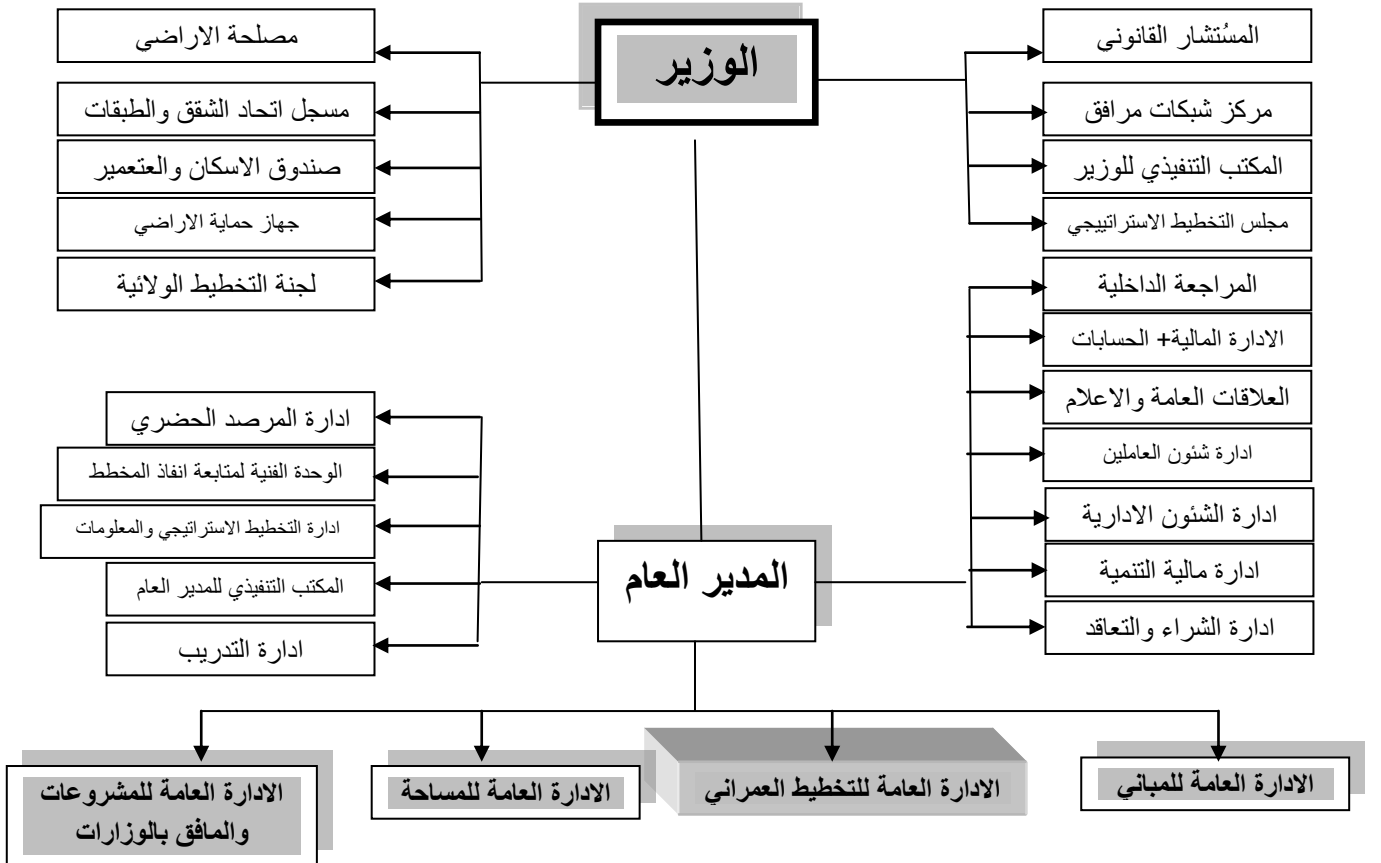 الوزير
المسُتشار القانوني
مركز شبكات مرافق
المكتب التنفيذي للوزير
مجلس التخطيط الاستراتييجي
مصلحة الاراضي
مسجل اتحاد الشقق والطبقات
صندوق الاسكان والعتعمير
جهاز حماية الاراضي
لجنة التخطيط الولائية
المدير العام
المراجعة الداخلية
الادارة المالية+ الحسابات
العلاقات العامة والاعلام
ادارة شئون العاملين
ادارة الشئون الادارية
ادارة مالية التنمية
ادارة الشراء والتعاقد
ادارة المرصد الحضري
الوحدة الفنية لمتابعة انفاذ المخطط
ادارة التخطيط الاستراتيجي والمعلومات
المكتب التنفيذي للمدير العام
ادارة التدريب
الادارة العامة للمباني
الادارة العامة للتخطيط العمراني
الادارة العامة للمساحة
الادارة العامة للمشروعات
والمافق بالوزارات